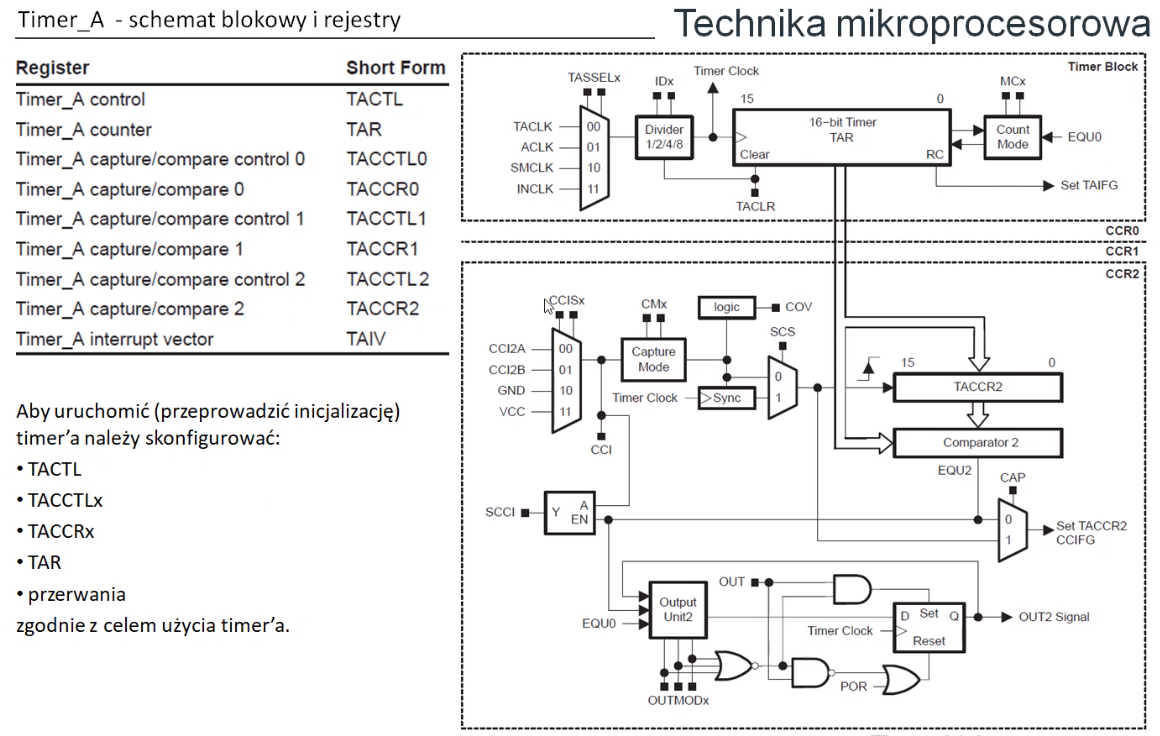 Timer_A - schemat blokowy i rejestry
Technika mikroprocesorowa
Register Short Form
Timer_A control TACTL
Timer_A counter TAR
Timer_A capture/compare control 0 TACCTL0
Timer_A capture/compare 0 TACCR0
Timer_A capture/compare control 1 TACCTL1
Timer_A capture/compare 1 TACCR1
Timer_A capture/compare control 2 TACCTL2
Timer_A capture/compare 2 TACCR2
Timer_A interrupt vector TAIV
Aby uruchomić (przeprowadzić inicjalizację)
timer’a należy skonfigurować:
• TACTL
• TACCTLx
• TACCRx
• TAR
• przerwania
zgodnie z celem użycia timer’a.
Timer Block
TASSELx
IDx
Timer Clock
15
0
MCx
TACLK
ACLK
SMCLK
INCLK
00
01
10
11
Divider
1/2/4/8
16−bit Timer
TAR
Clear
RC
Count
Mode
EQU0
Set TAIFG
TACLR
CCR0
CCR1
CCR2
CCISx
CMx
logic
COV
SCS
CCI2A
CCI2B
GND
VCC
00
01
10
11
Capture
Mode
Timer Clock
Sync
0
1
15
0
TACCR2
Comparator 2
CCI
EQU2
CAP
SCCI
Y
A
EN
0
1
Set TACCR2
CCIFG
OUT
Output
Unit2
EQU0
Timer Clock
D
Set
Q
Reset
OUT2 Signal
POR
OUTMODx